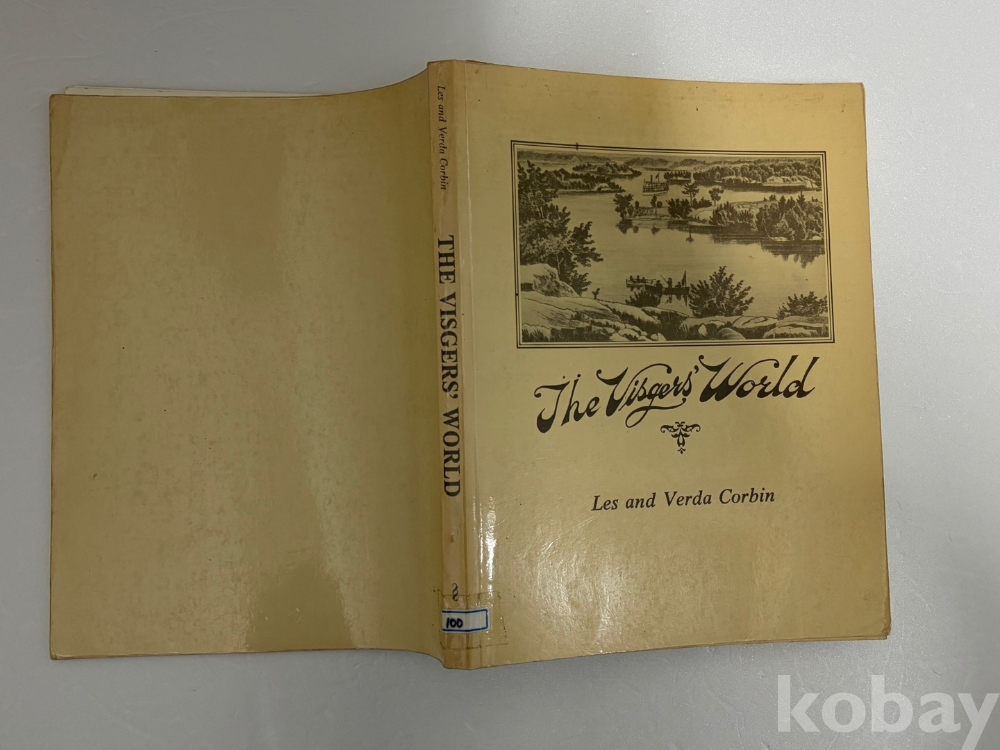 Les and Verda Corbin
THE VISGERS' WORLD
100
The Visgers' World
Les and Verda Corbin
kobay